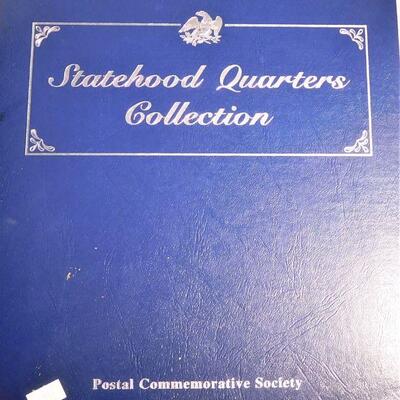 Statehood Quarters
Collection
Postal Commemorative Society